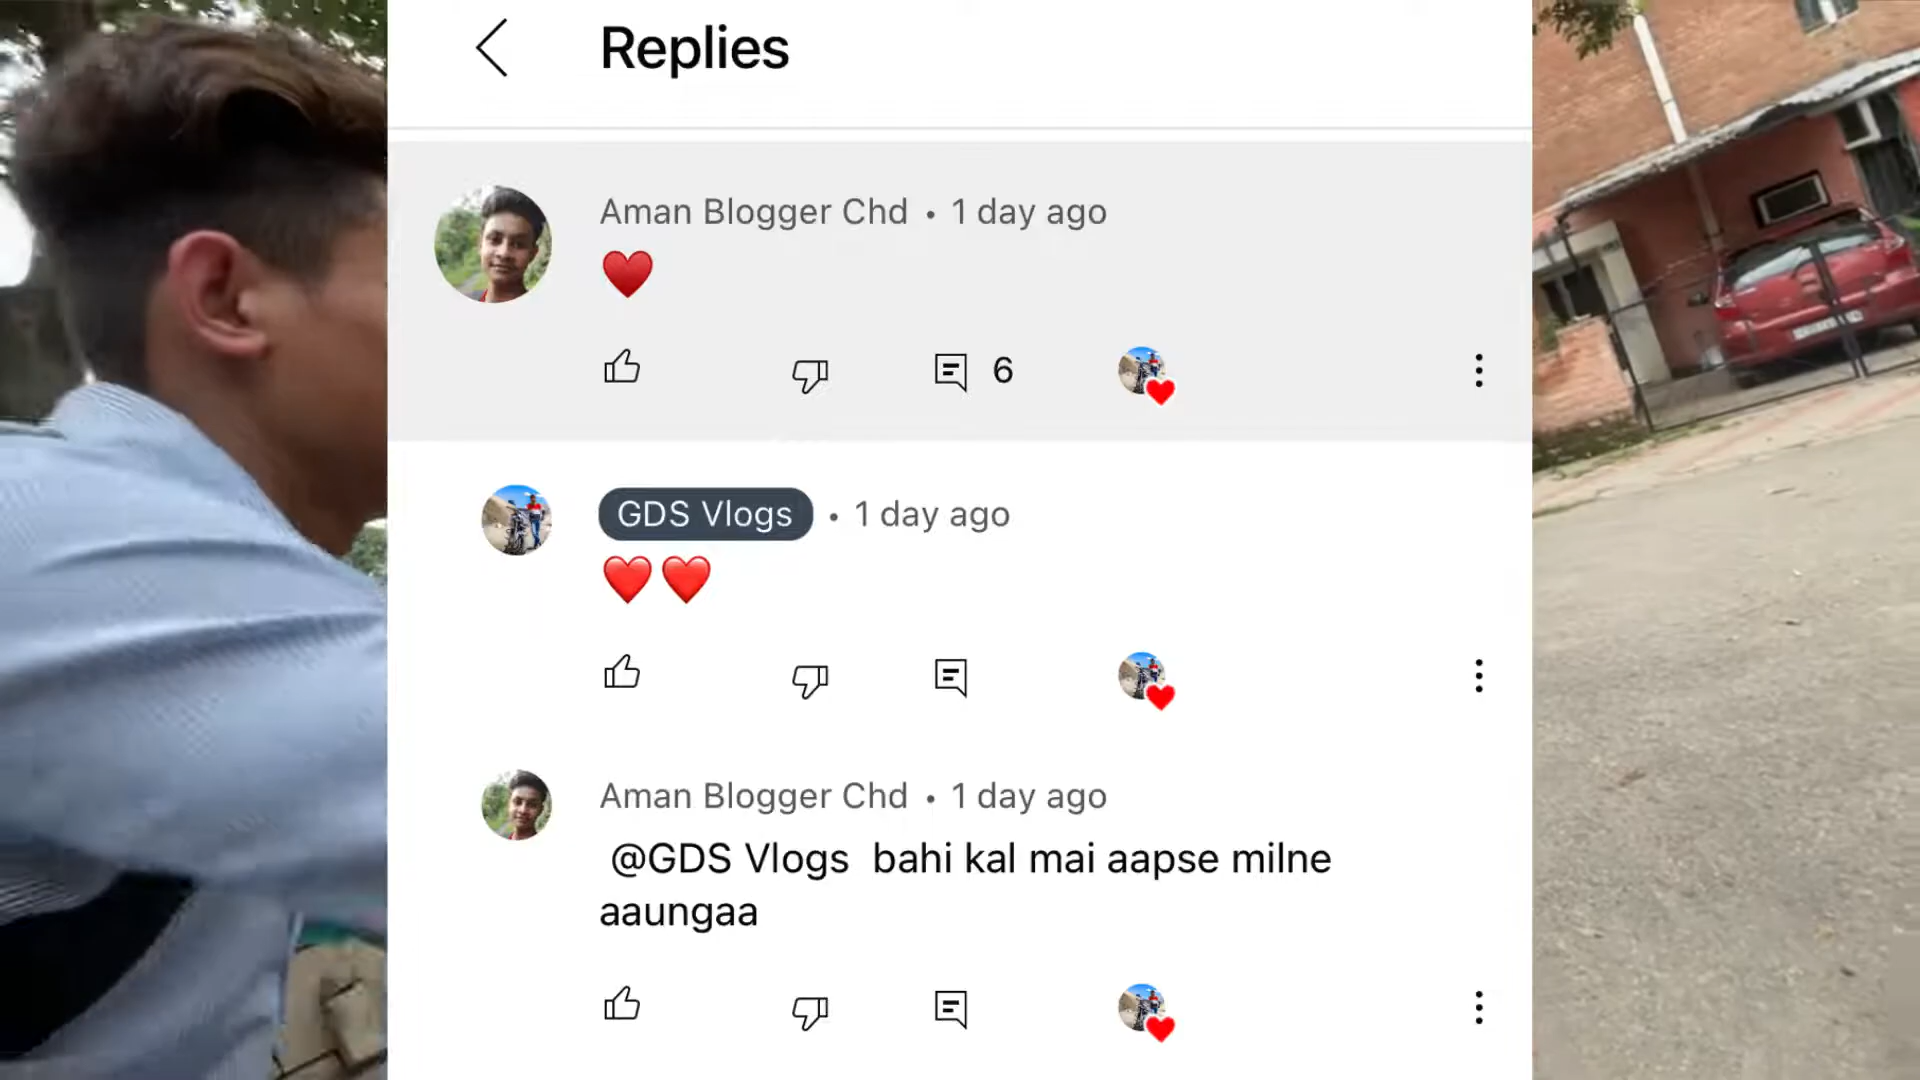 Replies
Aman Blogger Chd • 1 day ago
❤️
6
GDS Vlogs • 1 day ago
❤️❤️
Aman Blogger Chd • 1 day ago
@GDS Vlogs bahi kal mai aapse milne
aaungaa